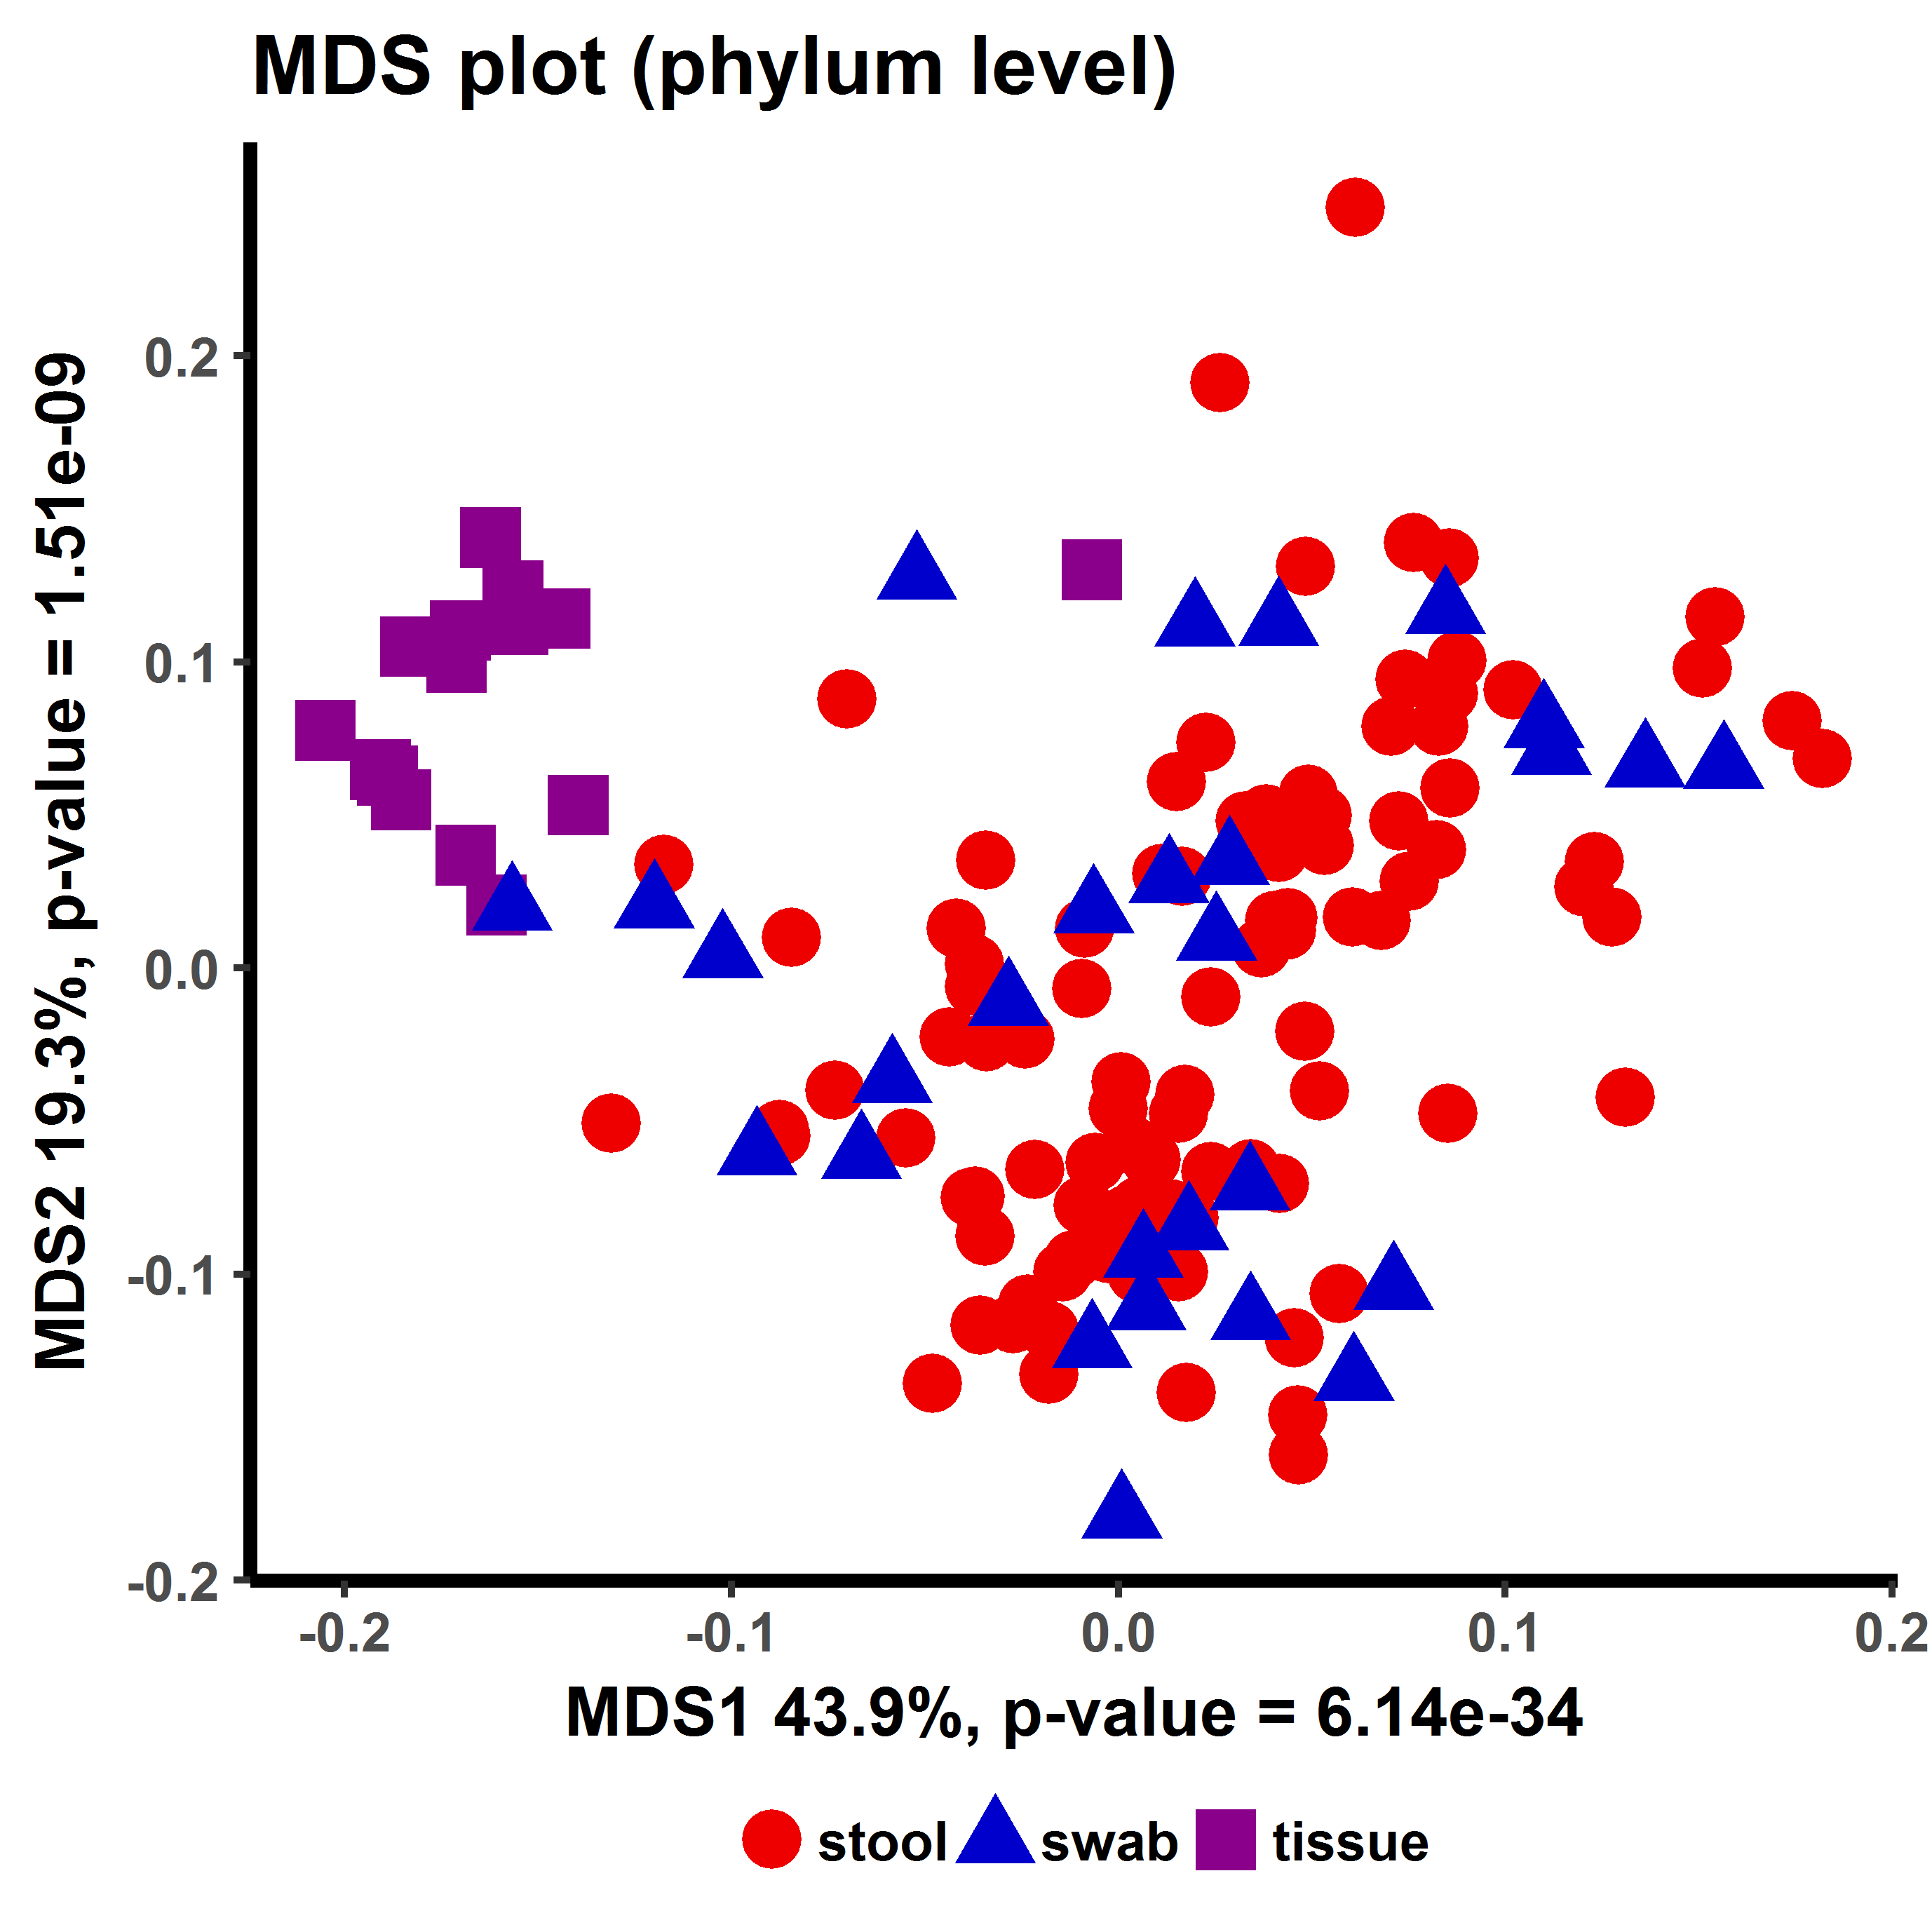 MDS plot (phylum level)
MDS2 19.3%, p-value = 1.51e-09
0.2
0.1
0.0
-0.1
-0.2
-0.2 -0.1 0.0 0.1 0.2
MDS1 43.9%, p-value = 6.14e-34
stool swab tissue